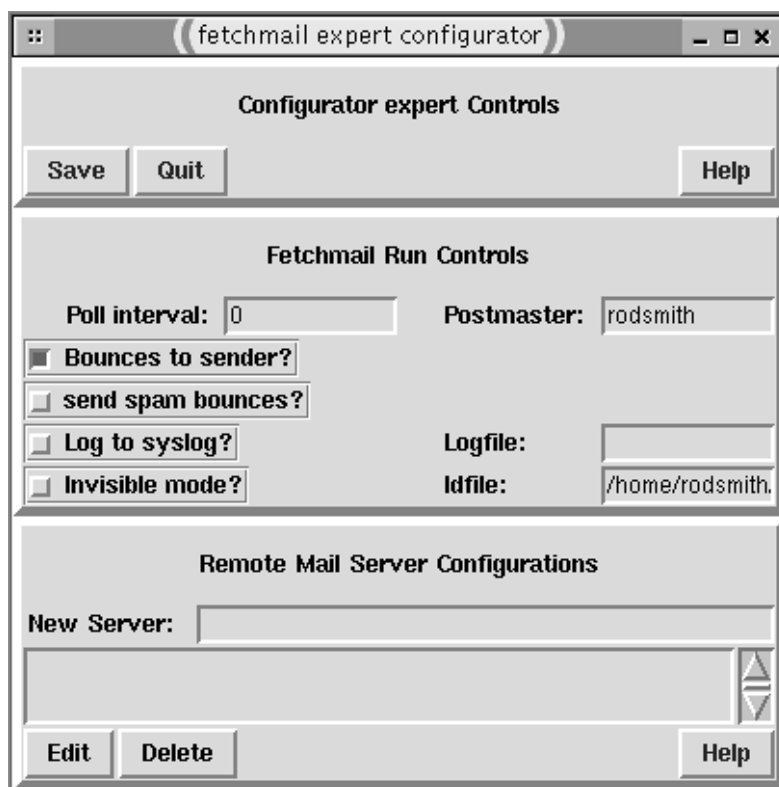 fetchmail expert configurator
Configurator expert Controls
Save Quit Help
Fetchmail Run Controls
Poll interval: 0 Postmaster: rodsmith
Bounces to sender?
send spam bounces?
Log to syslog? Logfile:
Invisible mode? Idfile: /home/rodsmith.
Remote Mail Server Configurations
New Server:
Edit Delete Help